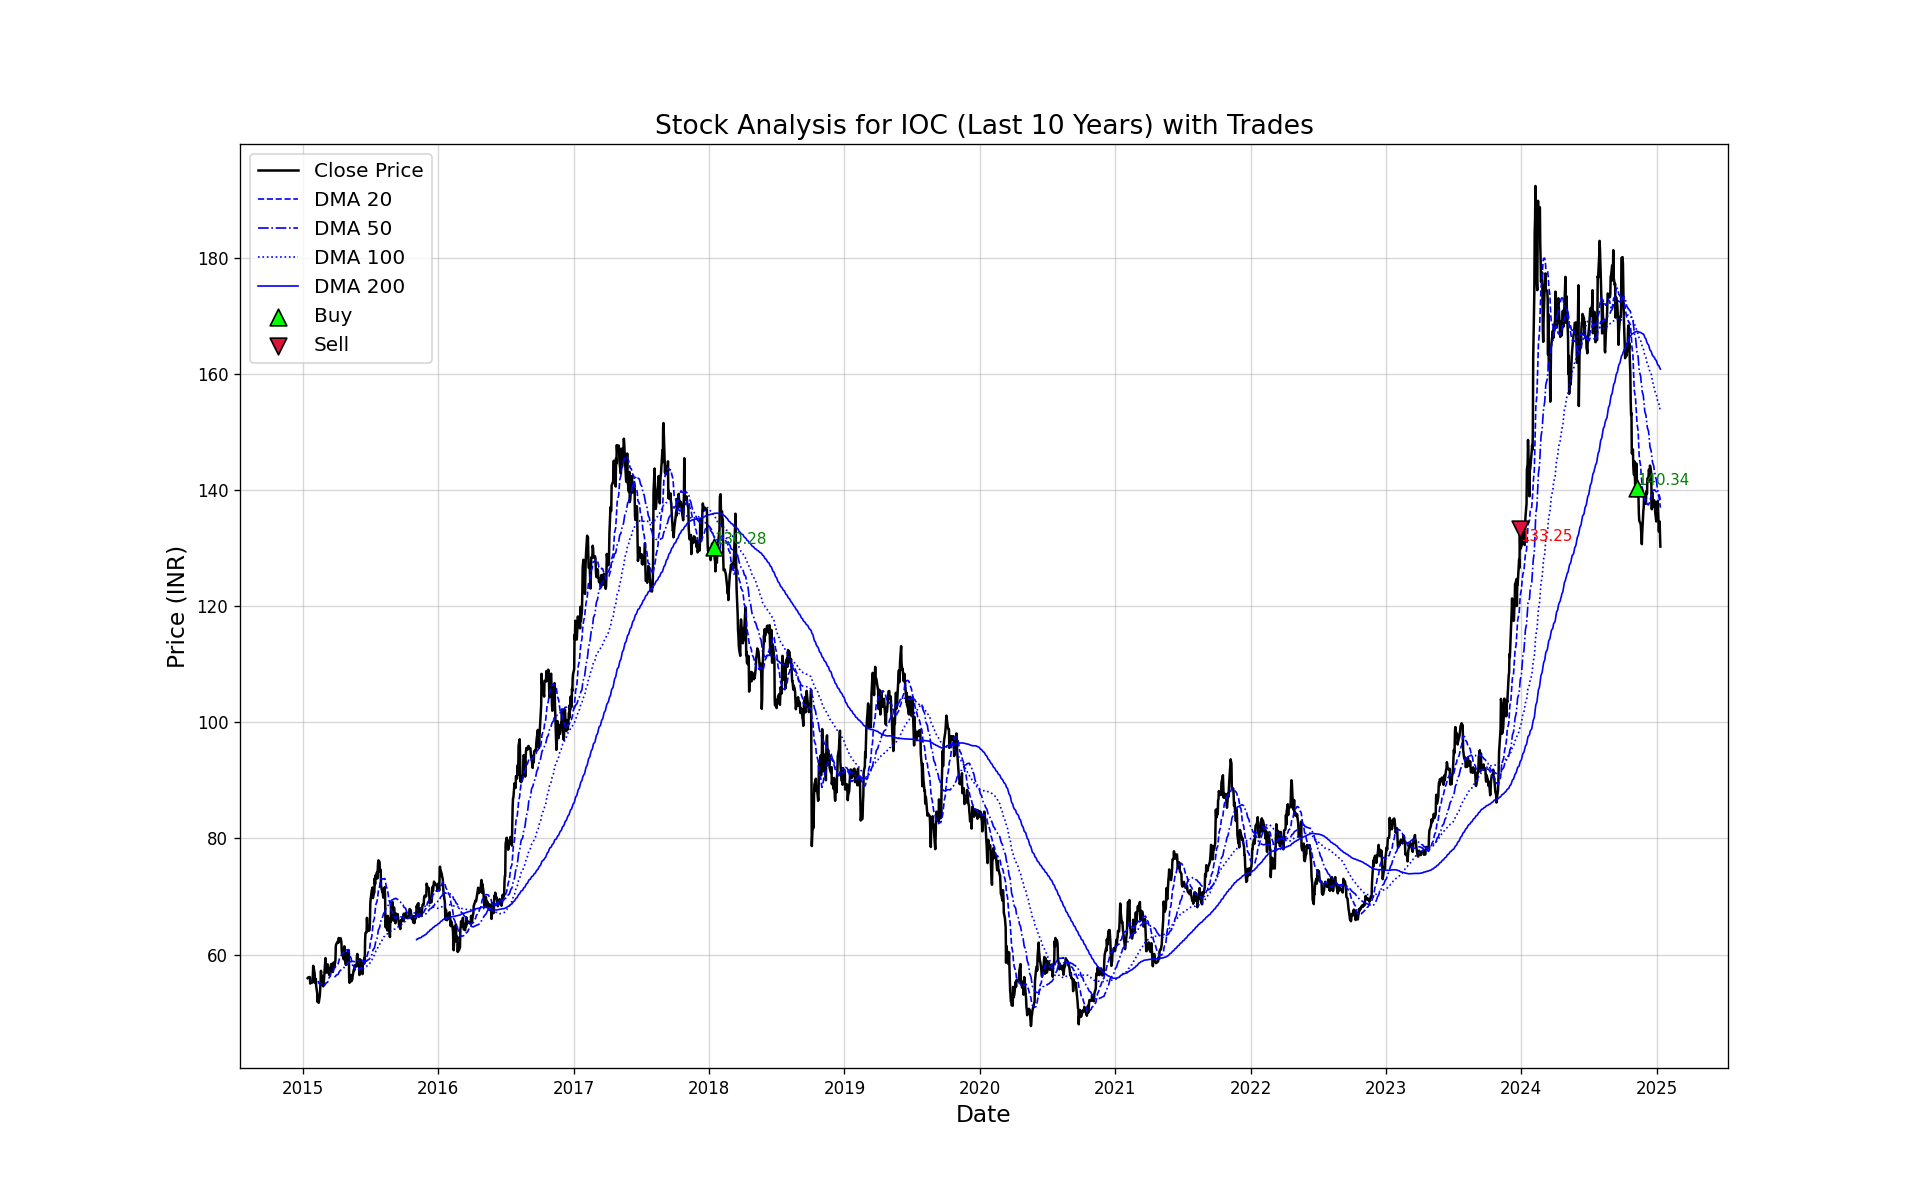 Stock Analysis for IOC (Last 10 Years) with Trades
Close Price
DMA 20
DMA 50
DMA 100
DMA 200
Buy
Sell
180
160
140
120
100
80
60
Price (INR)
130.28
133.25
140.34
2015 2016 2017 2018 2019 2020 2021 2022 2023 2024 2025
Date